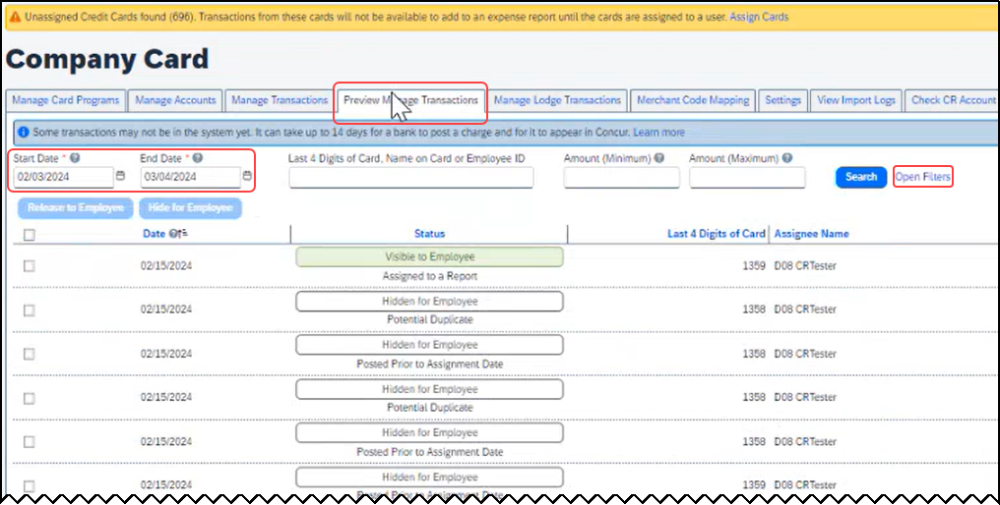 Unassigned Credit Cards found (696). Transactions from these cards will not be available to add to an expense report until the cards are assigned to a user. Assign Cards
Company Card
Manage Card Programs Manage Accounts Manage Transactions Preview Manage Transactions Manage Lodge Transactions Merchant Code Mapping Settings View Import Logs Check CR Account
Some transactions may not be in the system yet. It can take up to 14 days for a bank to post a charge and for it to appear in Concur. Learn more
Start Date * End Date * Last 4 Digits of Card, Name on Card or Employee ID Amount (Minimum) Amount (Maximum)
02/03/2024 03/04/2024 Search Open Filters
Release to Employee Hide for Employee
Date Status Last 4 Digits of Card Assignee Name
Visible to Employee
02/15/2024 1359 D08 CRTester
Assigned to a Report
Hidden for Employee
02/15/2024 1358 D08 CRTester
Potential Duplicate
Hidden for Employee
02/15/2024 1358 D08 CRTester
Posted Prior to Assignment Date
Hidden for Employee
02/15/2024 1358 D08 CRTester
Potential Duplicate
Hidden for Employee
02/15/2024 1358 D08 CRTester
Posted Prior to Assignment Date
Hidden for Employee
02/15/2024 1359 D08 CRTester
Posted Prior to Assignment Date